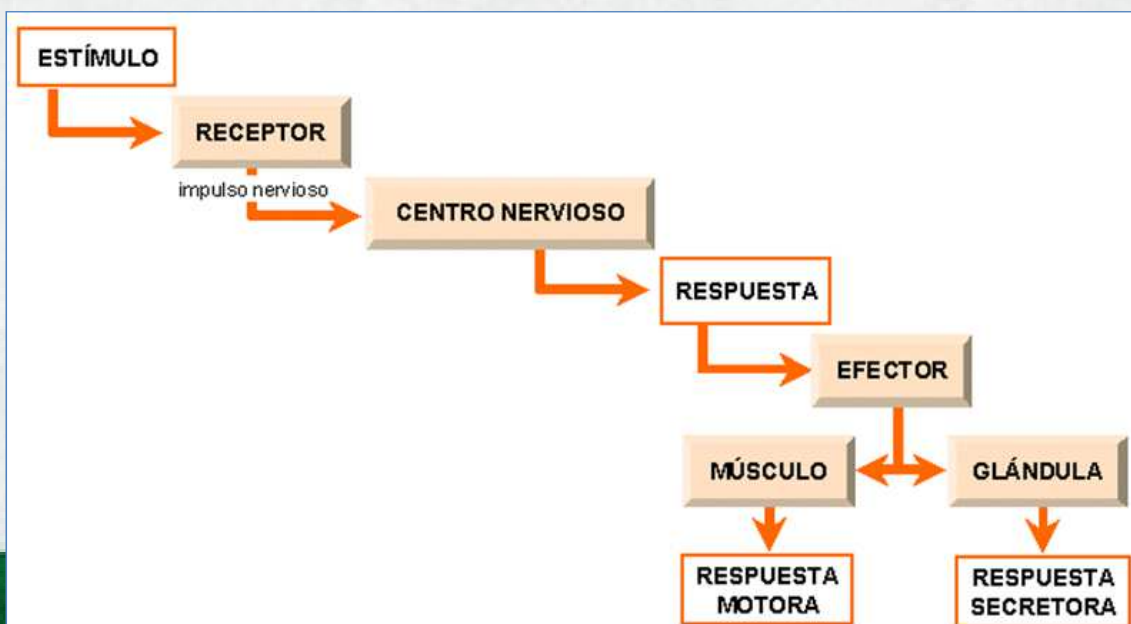 ESTÍMULO
RECEPTOR
impulso nervioso
CENTRO NERVIOSO
RESPUESTA
EFECTOR
MÚSCULO
GLÁNDULA
RESPUESTA
MOTORA
RESPUESTA
SECRETORA